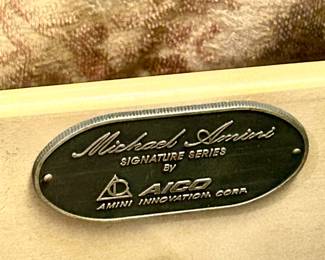 Michael Amini
SIGNATURE SERIES
By
AICO
AMINI INNOVATION, CORP.